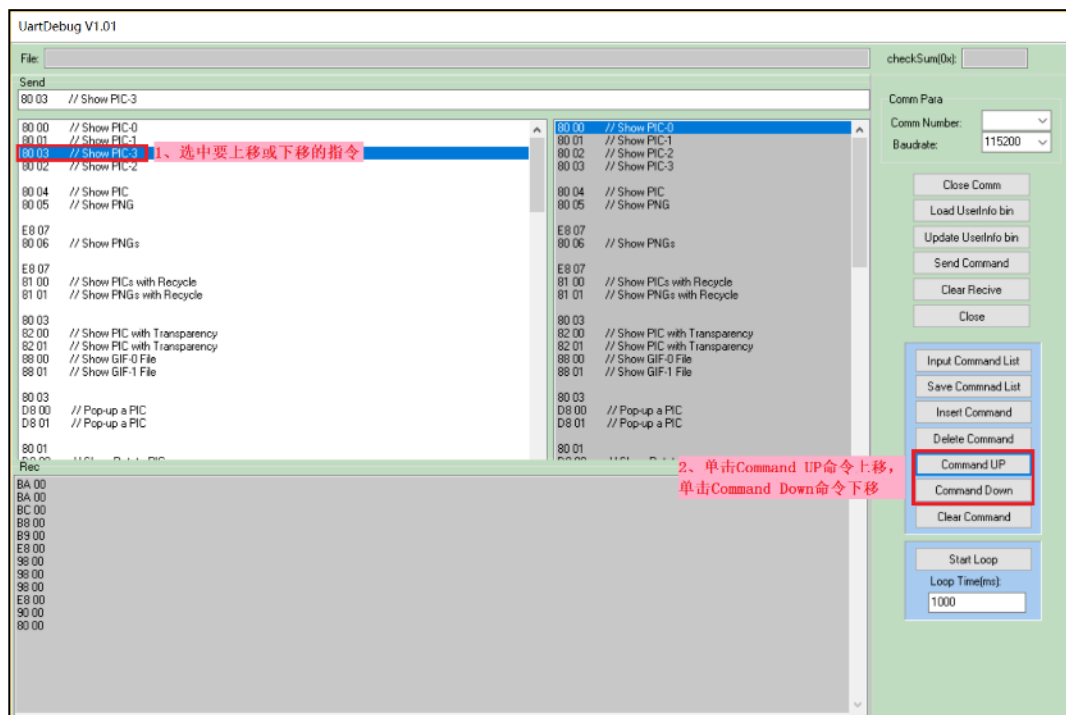 UartDebug V1.01
File:
checkSum(0x):
Send
80 03 // Show PIC-3
80 00 // Show PIC-0
80 01 // Show PIC-1
80 03 // Show PIC-3
80 02 // Show PIC-2
80 04 // Show PIC
80 05 // Show PNG
E8 07
80 06 // Show PNGs
E8 07
81 00 // Show PICs with Recycle
81 01 // Show PNGs with Recycle
80 03
82 00 // Show PIC with Transparency
82 01 // Show PIC with Transparency
88 00 // Show GIF-0 File
88 01 // Show GIF-1 File
80 03
D8 00 // Pop-up a PIC
D8 01 // Pop-up a PIC
80 01
1、选中要上移或下移的指令
80 00 // Show PIC-0
80 01 // Show PIC-1
80 02 // Show PIC-2
80 03 // Show PIC-3
80 04 // Show PIC
80 05 // Show PNG
E8 07
80 06 // Show PNGs
E8 07
81 00 // Show PICs with Recycle
81 01 // Show PNGs with Recycle
80 03
82 00 // Show PIC with Transparency
82 01 // Show PIC with Transparency
88 00 // Show GIF-0 File
88 01 // Show GIF-1 File
80 03
D8 00 // Pop-up a PIC
D8 01 // Pop-up a PIC
80 01
Rec
BA 00
BA 00
BC 00
B8 00
B9 00
E8 00
98 00
98 00
98 00
E8 00
90 00
80 00
2、单击Command UP命令上移，
单击Command Down命令下移
Comm Para
Comm Number:
Baudrate: 115200
Close Comm
Load UserInfo bin
Update UserInfo bin
Send Command
Clear Recive
Close
Input Command List
Save Commnad List
Insert Command
Delete Command
Command UP
Command Down
Clear Command
Start Loop
Loop Time(ms):
1000